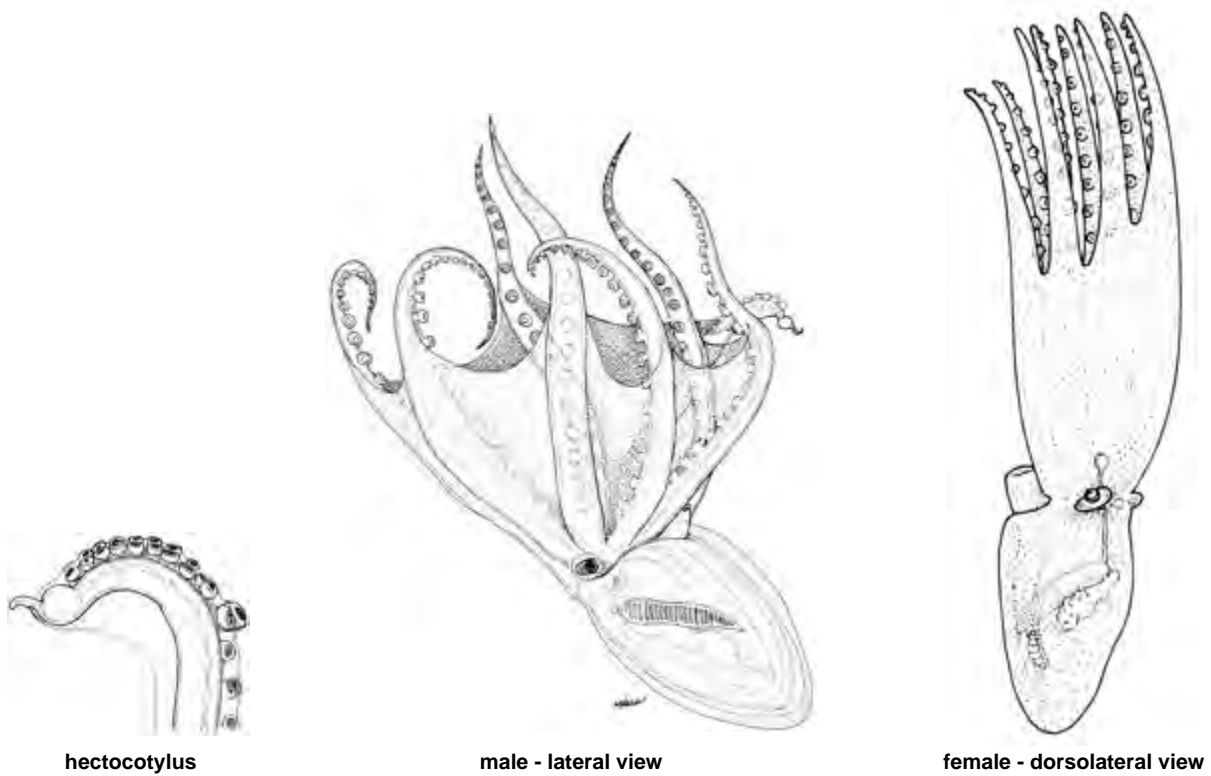 hectocotylus
male - lateral view
female - dorsolateral view